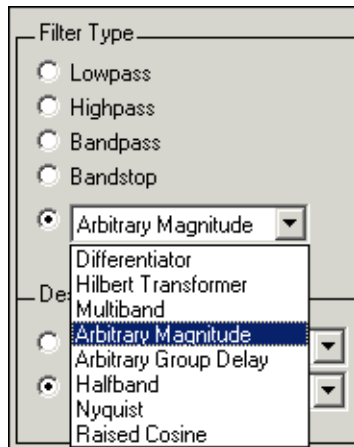 Filter Type
Lowpass
Highpass
Bandpass
Bandstop
Arbitrary Magnitude
Differentiator
Hilbert Transformer
Multiband
De
Arbitrary Magnitude
Arbitrary Group Delay
Halfband
Nyquist
Raised Cosine